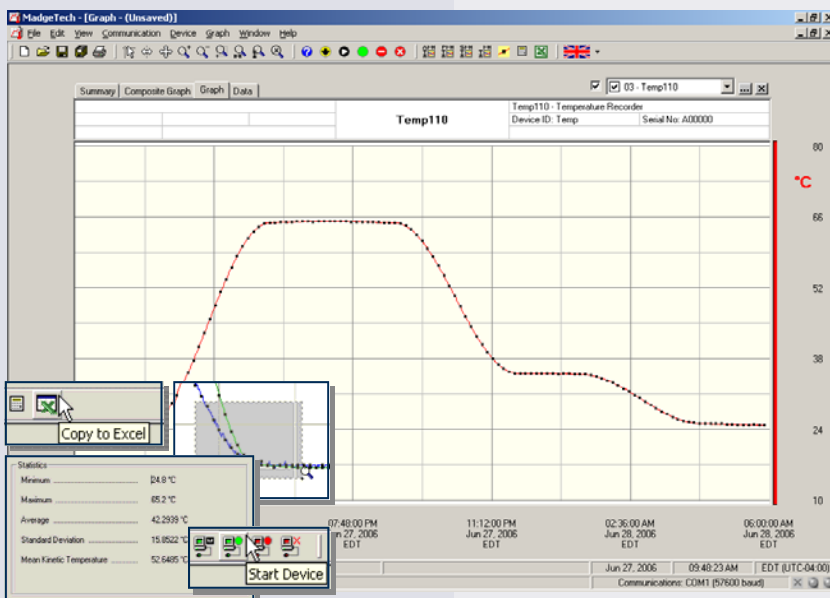 MadgeTech - [Graph - (Unsaved)]
File Edit View Communication Device Graph Window Help
Summary Composite Graph Graph Data
03 - Temp110
Temp110
Temp110 - Temperature Recorder
Device ID: Temp Serial No: A00000
80
°C
66
52
38
24
10
Copy to Excel
Statistics
Minimum 24.8 °C
Maximum 65.2 °C
Average 42.2939 °C
Standard Deviation 15.8522 °C
Mean Kinetic Temperature 52.6485 °C
Start Device
07:48:00 PM 11:12:00 PM 02:36:00 AM 06:00:00 AM
n 27, 2006 Jun 27, 2006 Jun 28, 2006 Jun 28, 2006
EDT EDT EDT EDT
Jun 27, 2006 09:48:23 AM EDT (UTC-04:00)
Communications: COM1 (57600 baud)